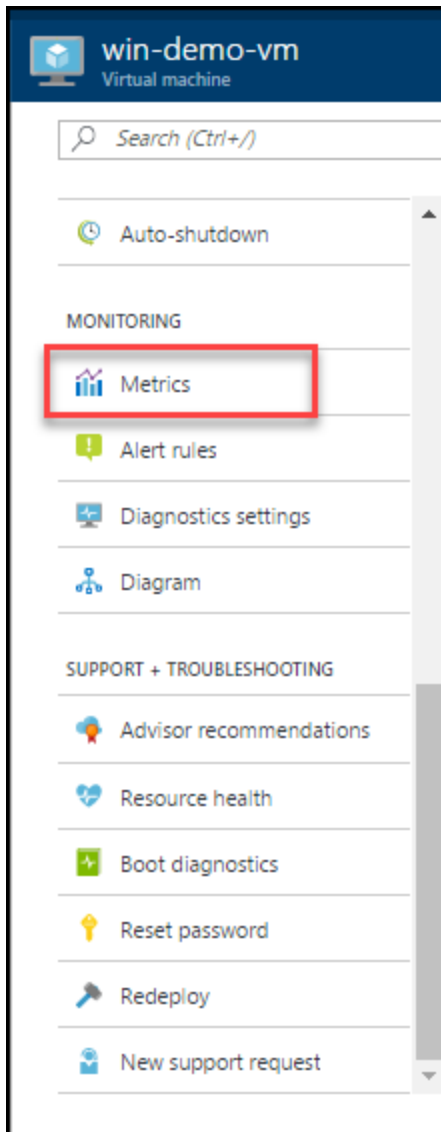 win-demo-vm
Virtual machine
Search (Ctrl+/)
Auto-shutdown
MONITORING
Metrics
Alert rules
Diagnostics settings
Diagram
SUPPORT + TROUBLESHOOTING
Advisor recommendations
Resource health
Boot diagnostics
Reset password
Redeploy
New support request